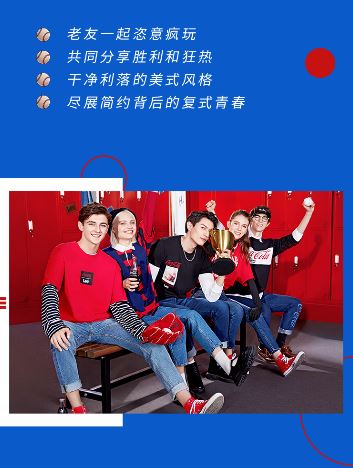 老友一起恣意疯玩
共同分享胜利和狂热
干净利落的美式风格
尽展简约背后的复式青春